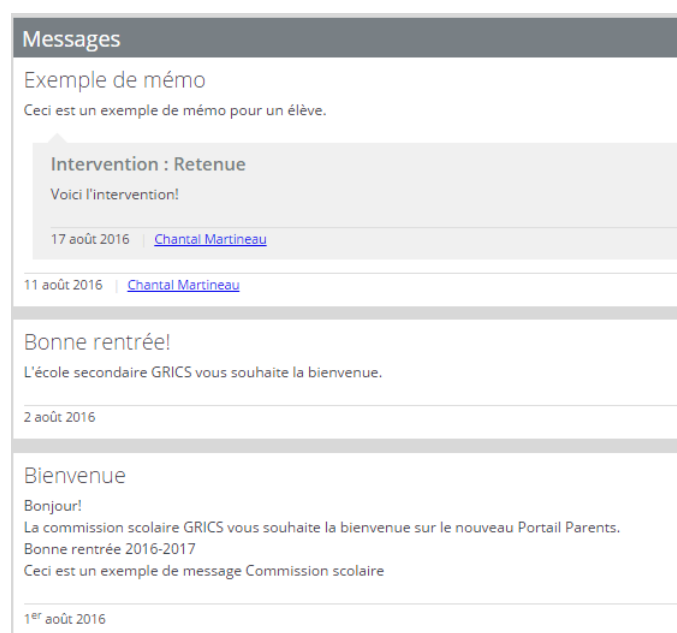 Messages
Exemple de mémo
Ceci est un exemple de mémo pour un élève.
Intervention : Retenue
Voici l'intervention!
17 août 2016 | Chantal Martineau
11 août 2016 | Chantal Martineau
Bonne rentrée!
L'école secondaire GRICS vous souhaite la bienvenue.
2 août 2016
Bienvenue
Bonjour!
La commission scolaire GRICS vous souhaite la bienvenue sur le nouveau Portail Parents.
Bonne rentrée 2016-2017
Ceci est un exemple de message Commission scolaire
1er août 2016